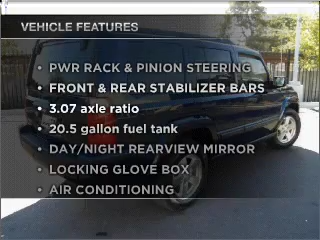 VEHICLE FEATURES
• PWR RACK & PINION STEERING
• FRONT & REAR STABILIZER BARS
• 3.07 axle ratio
• 20.5 gallon fuel tank
• DAY/NIGHT REARVIEW MIRROR
• LOCKING GLOVE BOX
• AIR CONDITIONING